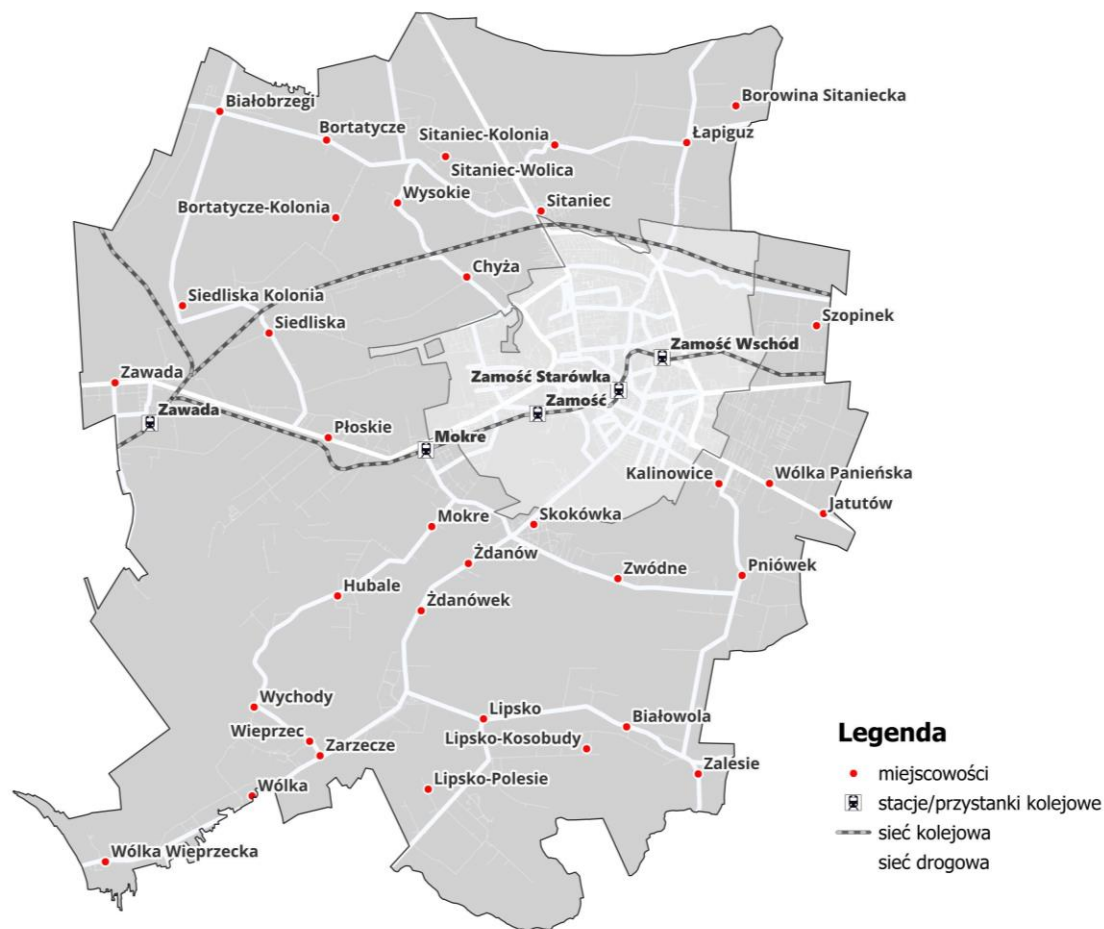 Borowina Sitaniecka
Białobrzegi
Bortatycze
Sitaniec-Kolonia
Łapiguz
Sitaniec-Wolica
Wysokie
Bortatycze-Kolonia
Sitaniec
Chyża
Siedliska Kolonia
Szopinek
Siedliska
Zamość Wschód
Zawada
Zamość Starówka
Zamość
Zawada
Płoskie
Mokre
Kalinowice
Wólka Panieńska
Jatutów
Mokre
Skokówka
Żdanów
Zwódne
Pniówek
Hubale
Żdanówek
Wychody
Lipsko
Białowola
Wieprzec
Zarzecze
Lipsko-Kosobudy
Zalesie
Wólka
Lipsko-Polesie
Wólka Wieprzecka
Legenda
miejscowości
stacje/przystanki kolejowe
sieć kolejowa
sieć drogowa